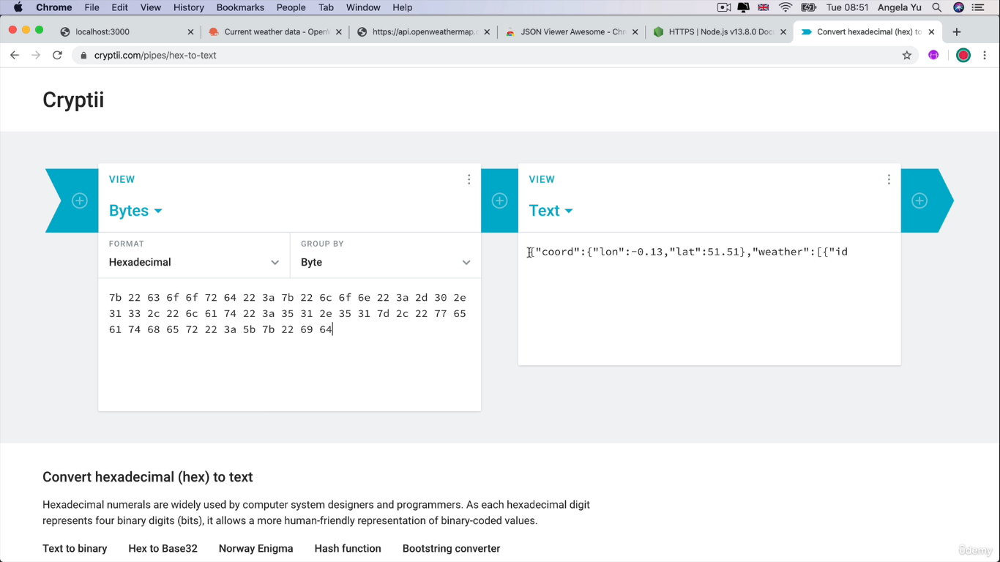 Chrome File Edit View History Bookmarks People Tab Window Help Tue 08:51 Angela Yu
localhost:3000 Current weather data - OpenW https://api.openweathermap. JSON Viewer Awesome - Chr HTTPS | Node.js v13.8.0 Docu Convert hexadecimal (hex) to
cryptii.com/pipes/hex-to-text
Cryptii
VIEW
Bytes
FORMAT
Hexadecimal
GROUP BY
Byte
7b 22 63 6f 6f 72 64 22 3a 7b 22 6c 6f 6e 22 3a 2d 30 2e
31 33 2c 22 6c 61 74 22 3a 35 31 2e 35 31 7d 2c 22 77 65
61 74 68 65 72 22 3a 5b 7b 22 69 64
VIEW
Text
{"coord":{"lon":-0.13,"lat":51.51},"weather":[{"id
Convert hexadecimal (hex) to text
Hexadecimal numerals are widely used by computer system designers and programmers. As each hexadecimal digit
represents four binary digits (bits), it allows a more human-friendly representation of binary-coded values.
Text to binary Hex to Base32 Norway Enigma Hash function Bootstring converter
ûdemy